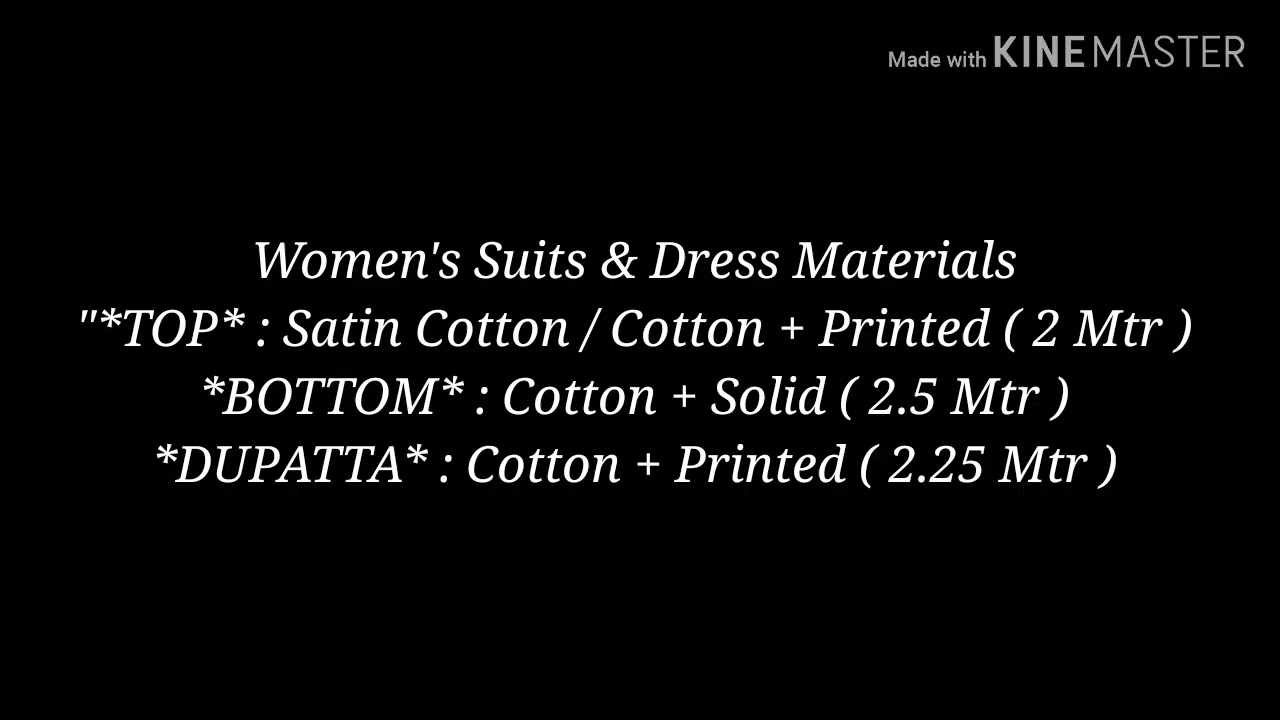 Made with KINEMASTER
Women's Suits & Dress Materials
"*TOP* : Satin Cotton / Cotton + Printed ( 2 Mtr )
*BOTTOM* : Cotton + Solid ( 2.5 Mtr )
*DUPATTA* : Cotton + Printed ( 2.25 Mtr )